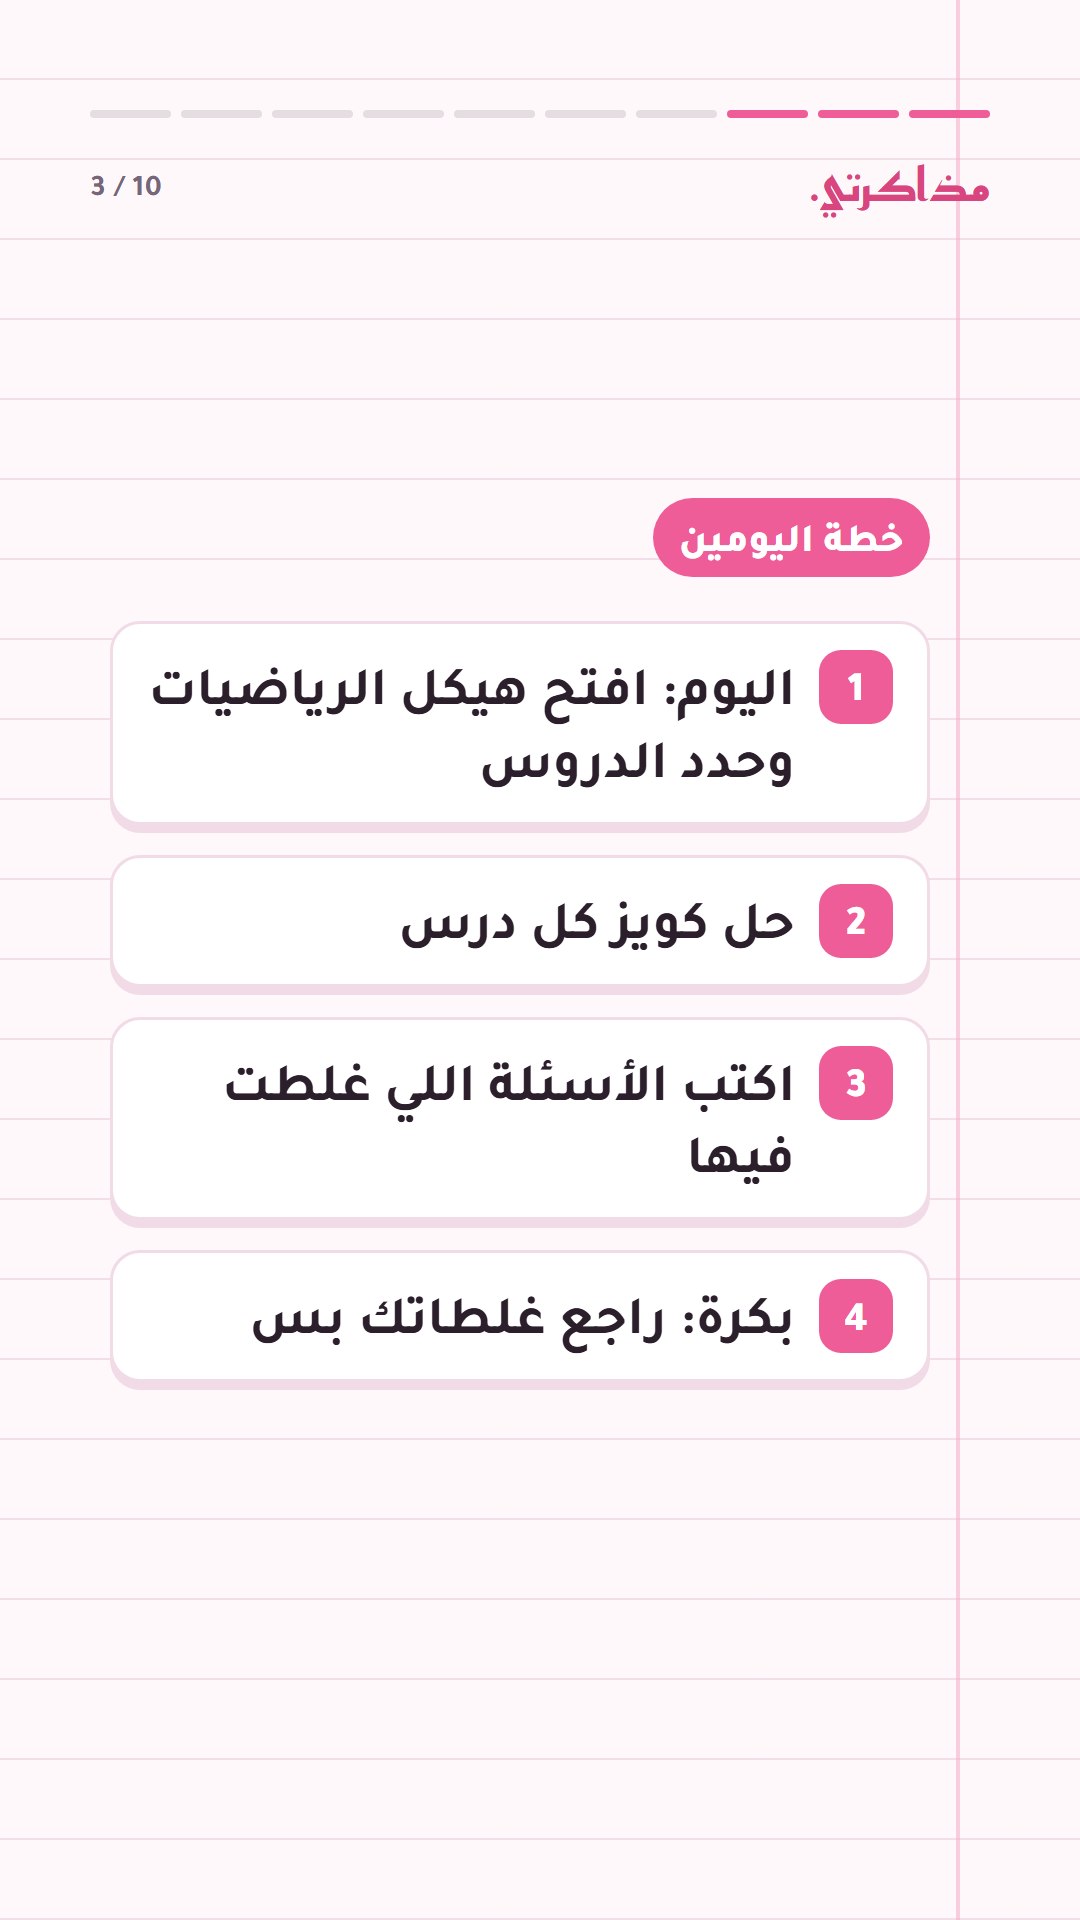 مذاكرتي.
3 / 10
خطة اليومين
1
اليوم: افتح هيكل الرياضيات
وحدد الدروس
2
حل كويز كل درس
3
اكتب الأسئلة اللي غلطت
فيها
4
بكرة: راجع غلطاتك بس